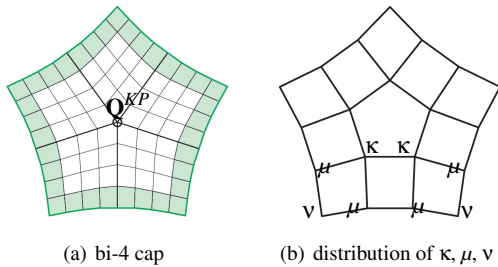 Q^{KP}
κ κ
μ μ
ν μ μ ν
(a) bi-4 cap (b) distribution of κ, μ, ν